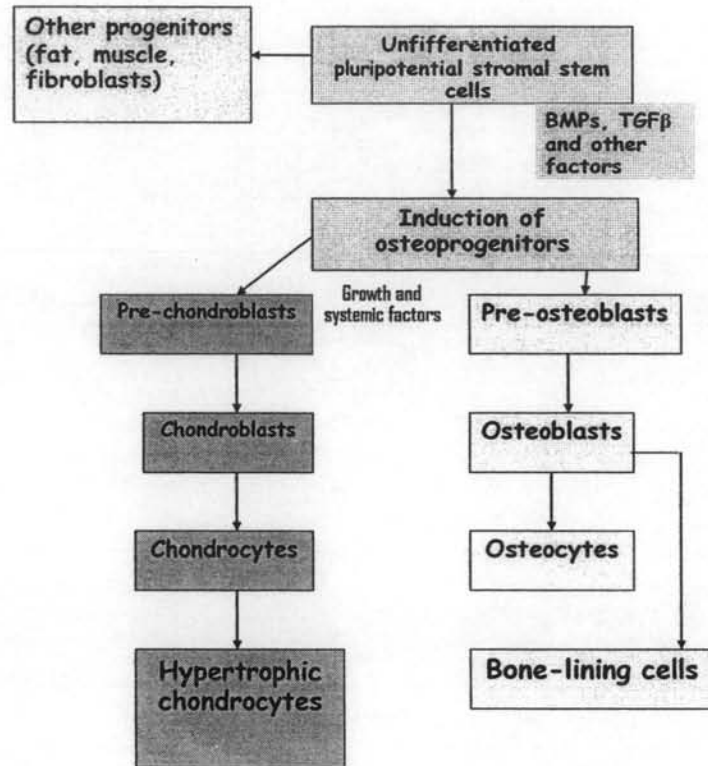 Other progenitors
(fat, muscle,
fibroblasts)
Unfifferentiated
pluripotential stromal stem
cells
BMPs, TGFβ
and other
factors
Induction of
osteoprogenitors
Growth and
systemic factors
Pre-chondroblasts
Pre-osteoblasts
Chondroblasts
Osteoblasts
Chondrocytes
Osteocytes
Hypertrophic
chondrocytes
Bone-lining cells